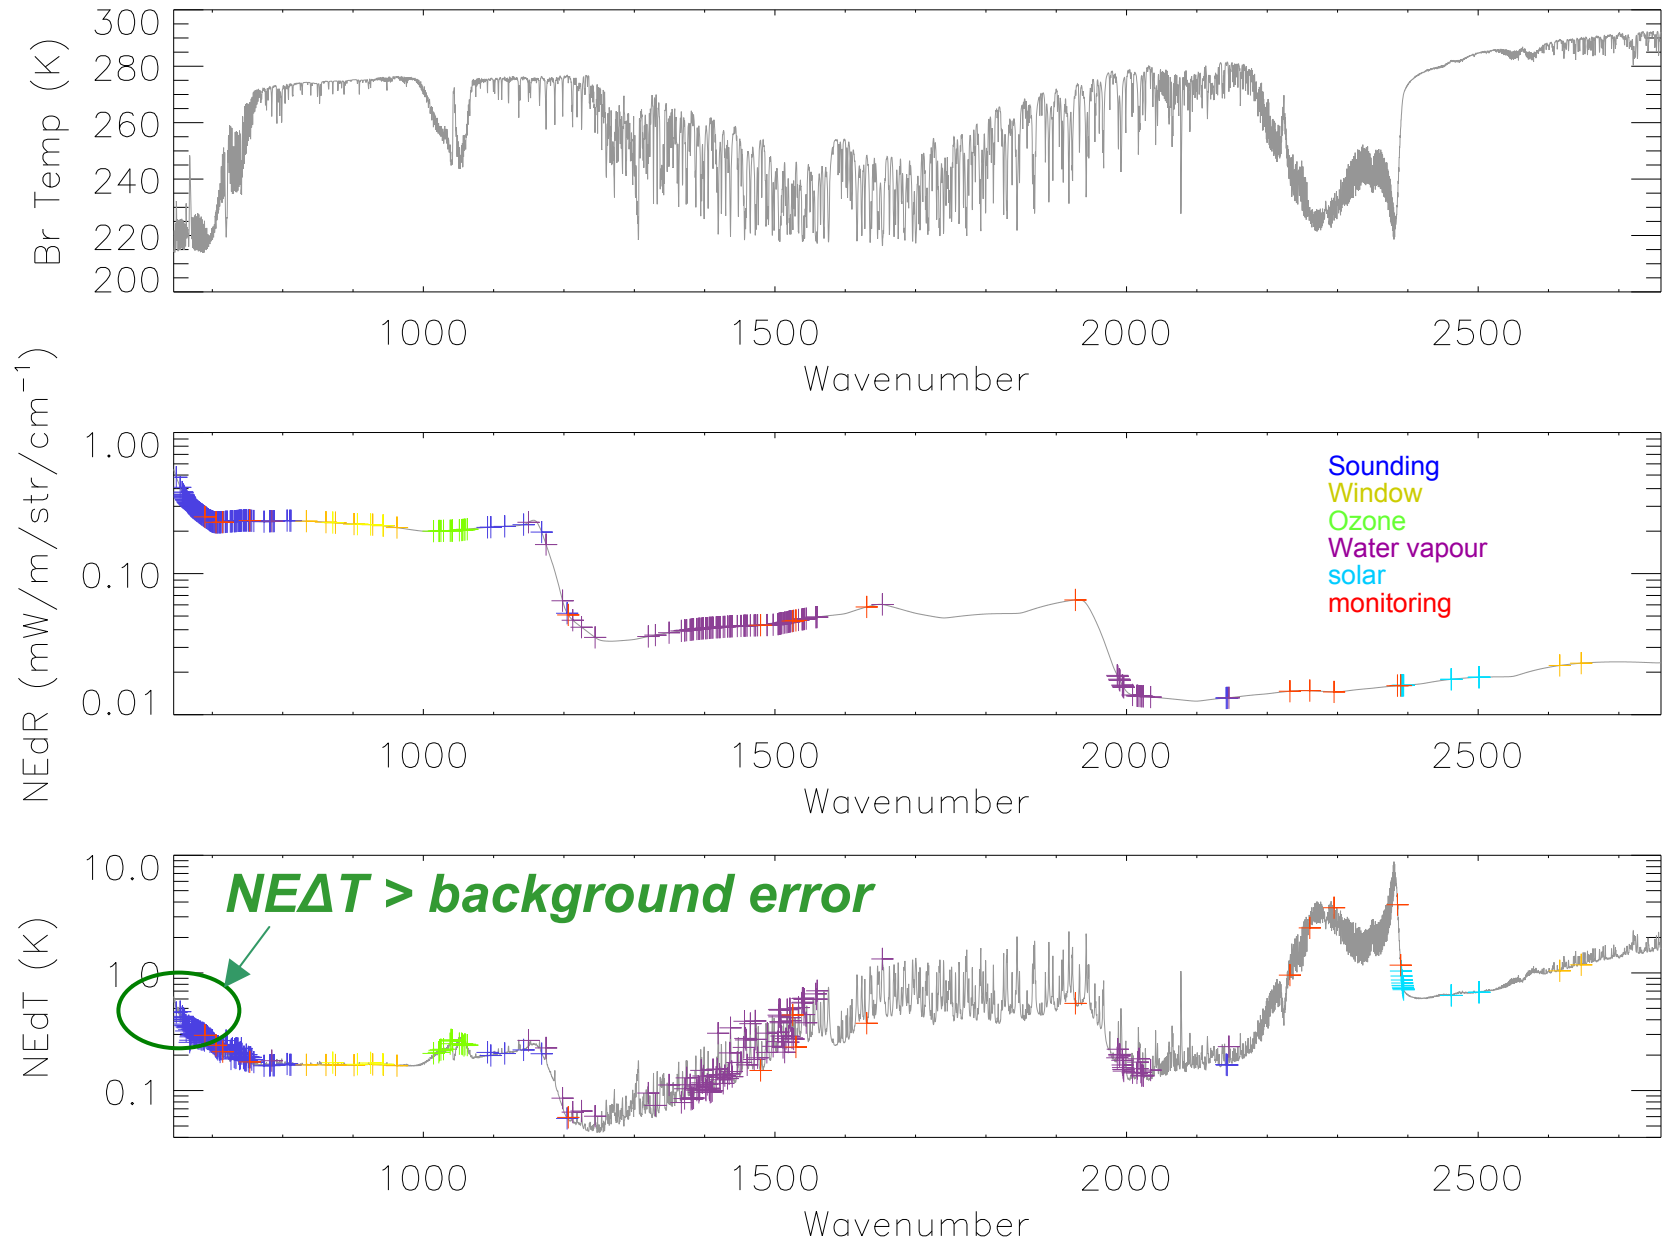 300
280
260
240
220
200
Br Temp (K)
1000 1500 2000 2500
Wavenumber
1.00
0.10
0.01
NEdR (mW/m/str/cm⁻¹)
Sounding
Window
Ozone
Water vapour
solar
monitoring
1000 1500 2000 2500
Wavenumber
10.0
1.0
0.1
NEdT (K)
NEΔT > background error
1000 1500 2000 2500
Wavenumber